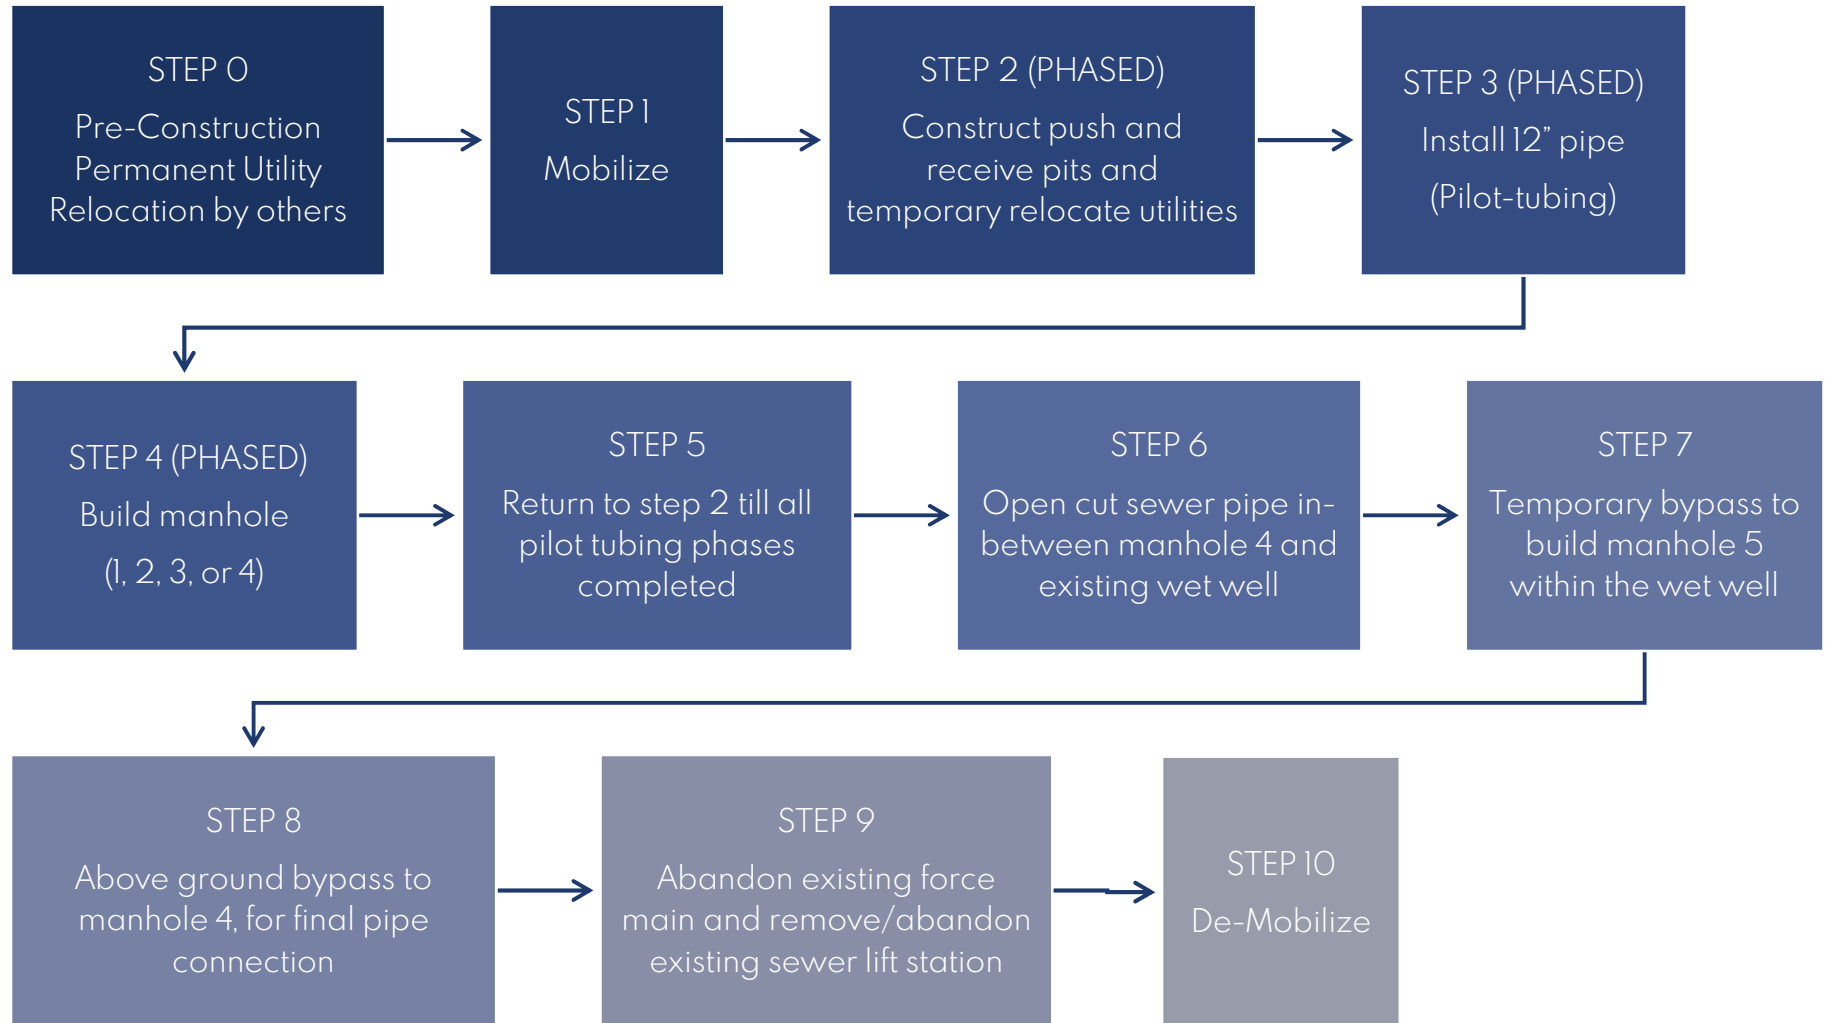 STEP 0
Pre-Construction
Permanent Utility
Relocation by others
STEP 1
Mobilize
STEP 2 (PHASED)
Construct push and
receive pits and
temporary relocate utilities
STEP 3 (PHASED)
Install 12” pipe
(Pilot-tubing)
STEP 4 (PHASED)
Build manhole
(1, 2, 3, or 4)
STEP 5
Return to step 2 till all
pilot tubing phases
completed
STEP 6
Open cut sewer pipe in-
between manhole 4 and
existing wet well
STEP 7
Temporary bypass to
build manhole 5
within the wet well
STEP 8
Above ground bypass to
manhole 4, for final pipe
connection
STEP 9
Abandon existing force
main and remove/abandon
existing sewer lift station
STEP 10
De-Mobilize